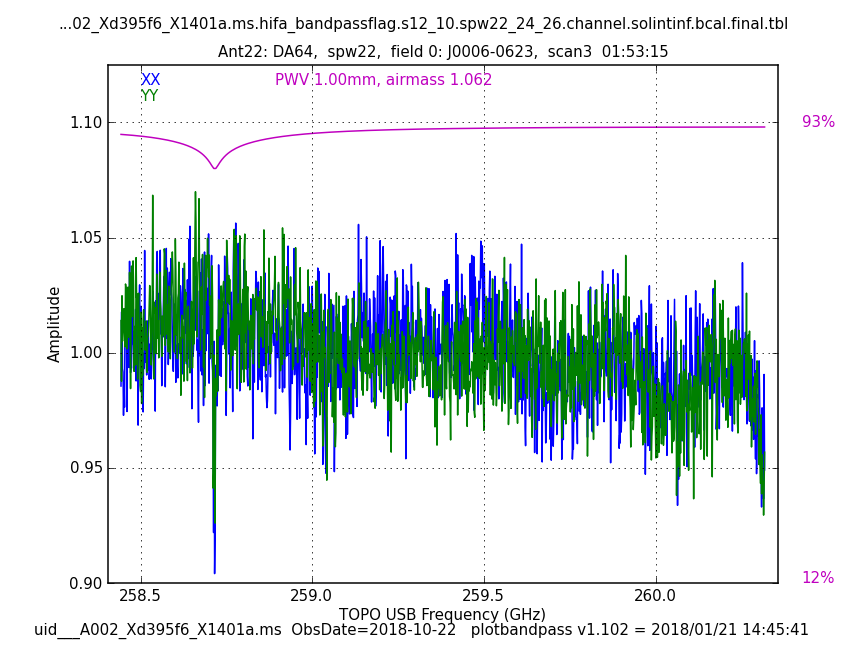 ...02_Xd395f6_X1401a.ms.hifa_bandpassflag.s12_10.spw22_24_26.channel.solintinf.bcal.final.tbl
Ant22: DA64,  spw22,  field 0: J0006-0623,  scan3  01:53:15
XX
PWV 1.00mm, airmass 1.062
YY
93%
1.10
1.05
1.00
0.95
0.90
Amplitude
12%
258.5 259.0 259.5 260.0
TOPO USB Frequency (GHz)
uid___A002_Xd395f6_X1401a.ms  ObsDate=2018-10-22   plotbandpass v1.102 = 2018/01/21 14:45:41